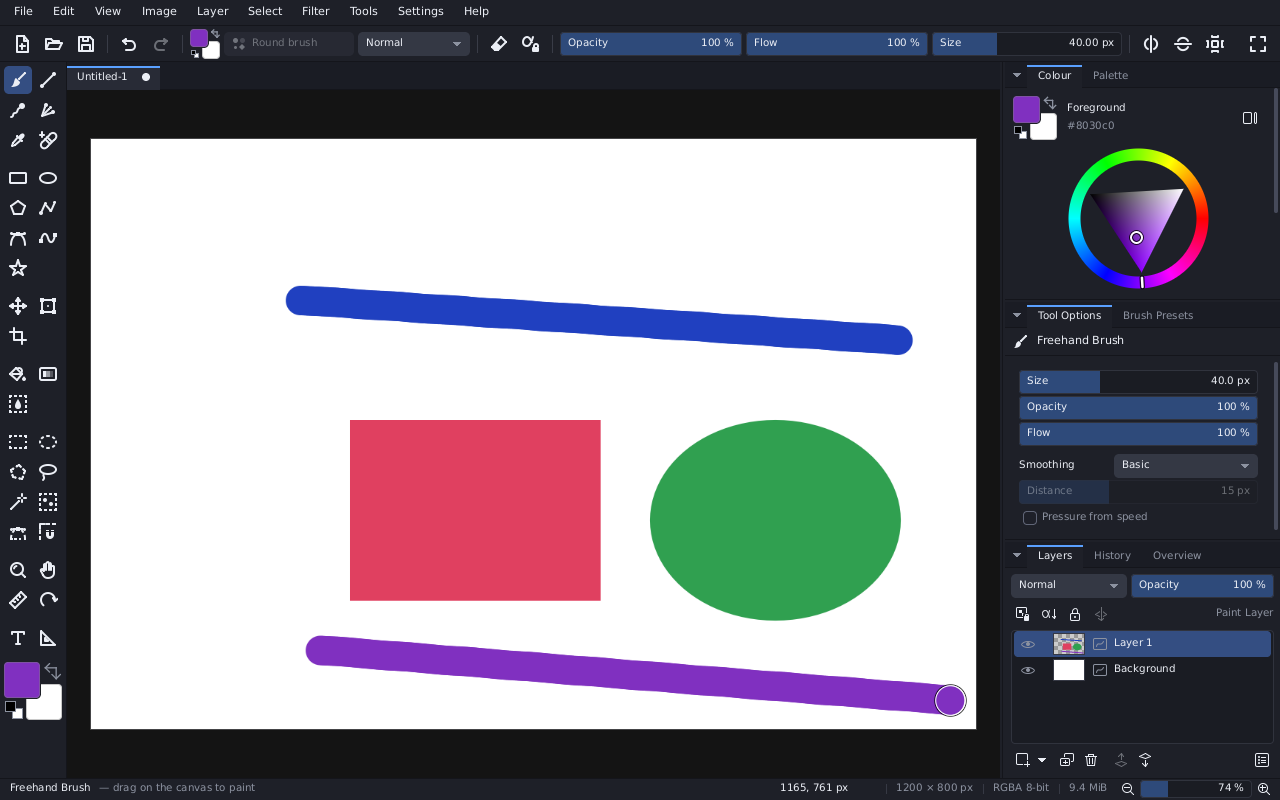 File Edit View Image Layer Select Filter Tools Settings Help
Round brush Normal Opacity 100 % Flow 100 % Size 40.00 px
Untitled-1
Colour Palette
Foreground
#8030c0
Tool Options Brush Presets
Freehand Brush
Size 40.0 px
Opacity 100 %
Flow 100 %
Smoothing Basic
Distance 15 px
Pressure from speed
Layers History Overview
Normal Opacity 100 %
Paint Layer
Layer 1
Background
Freehand Brush — drag on the canvas to paint 1165, 761 px 1200 × 800 px RGBA 8-bit 9.4 MiB 74 %